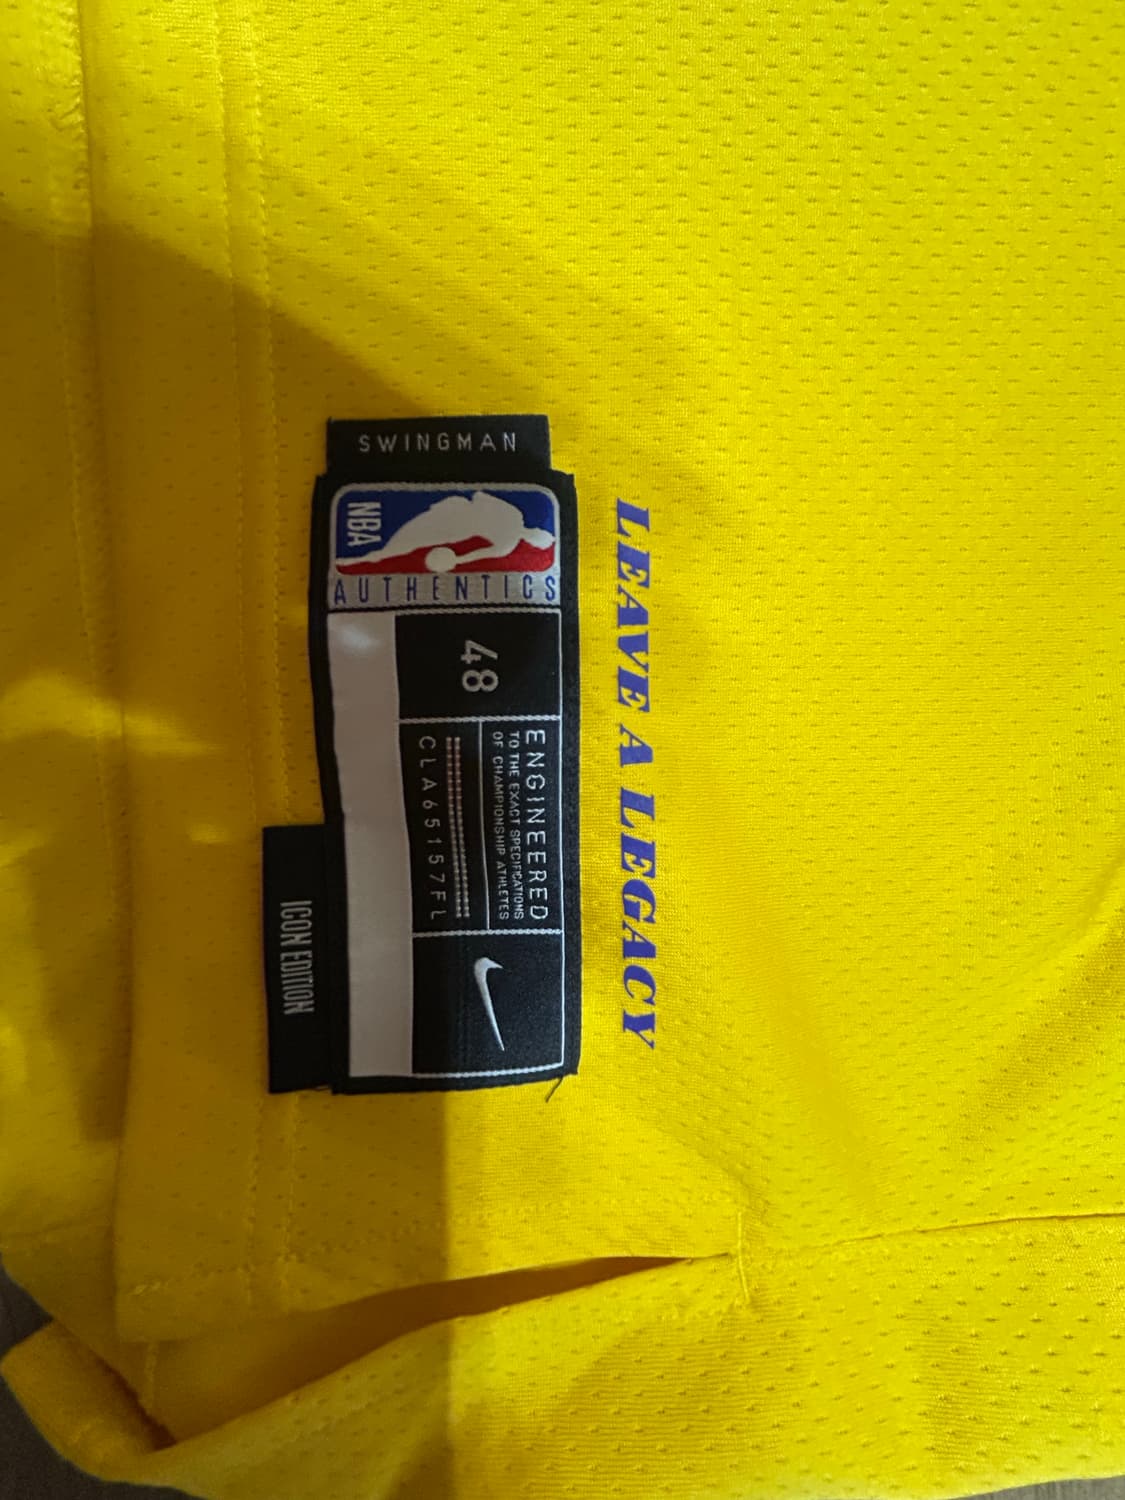 SWINGMAN
NBA
AUTHENTICS
48
ENGINEERED
TO THE EXACT SPECIFICATIONS
OF CHAMPIONSHIP ATHLETES
CLA65157FL
ICON EDITION
LEAVE A LEGACY